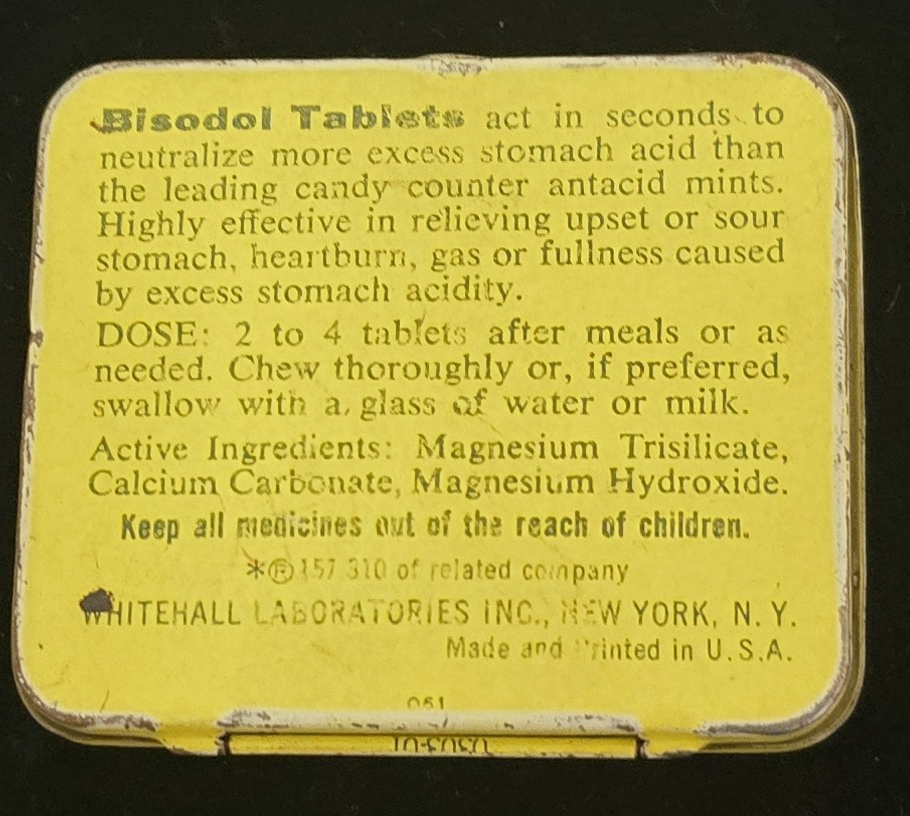 Bisodol Tablets act in seconds to
neutralize more excess stomach acid than
the leading candy counter antacid mints.
Highly effective in relieving upset or sour
stomach, heartburn, gas or fullness caused
by excess stomach acidity.
DOSE: 2 to 4 tablets after meals or as
needed. Chew thoroughly or, if preferred,
swallow with a glass of water or milk.
Active Ingredients: Magnesium Trisilicate,
Calcium Carbonate, Magnesium Hydroxide.
Keep all medicines out of the reach of children.
*® 157 310 of related company
WHITEHALL LABORATORIES INC., NEW YORK, N. Y.
Made and Printed in U.S.A.
061